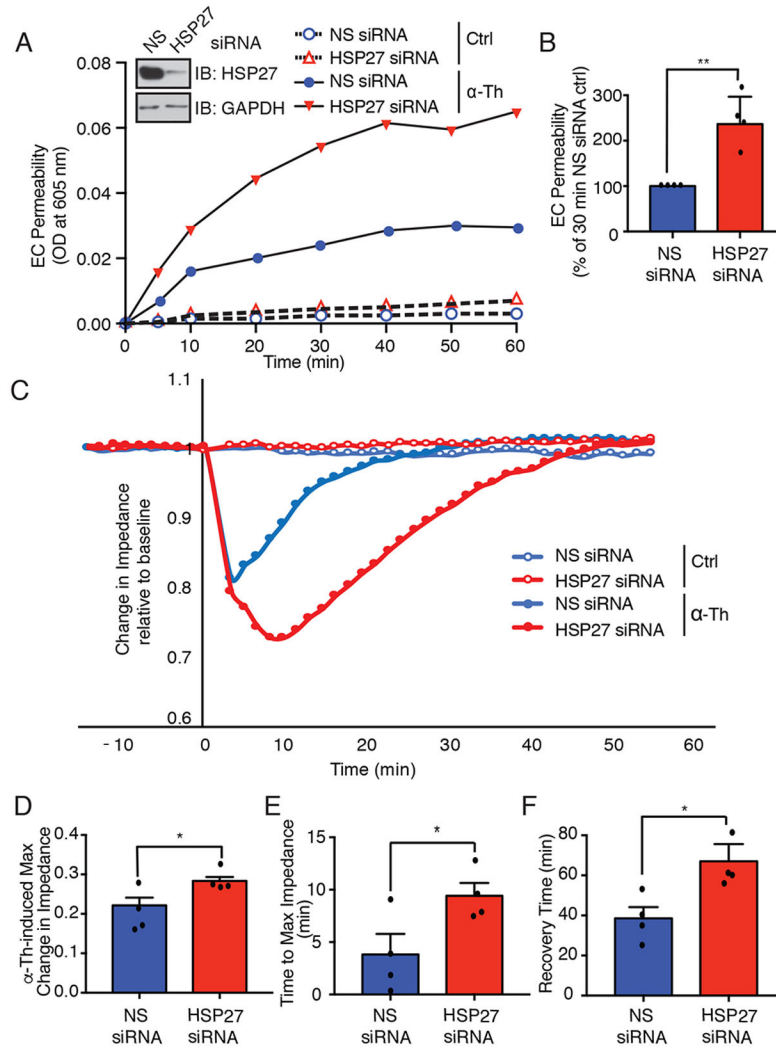 A
NS
HSP27
siRNA
IB: HSP27
IB: GAPDH
NS siRNA
HSP27 siRNA
Ctrl
NS siRNA
HSP27 siRNA
α-Th
EC Permeability
(OD at 605 nm)
0.08
0.06
0.04
0.02
0.00
0 10 20 30 40 50 60
Time (min)
B
**
EC Permeability
(% of 30 min NS siRNA ctrl)
300
200
100
0
NS
siRNA
HSP27
siRNA
C
Change in Impedance
relative to baseline
1.1
1
0.9
0.8
0.7
0.6
-10 0 10 20 30 40 50 60
Time (min)
NS siRNA
HSP27 siRNA
Ctrl
NS siRNA
HSP27 siRNA
α-Th
D
*
α-Th-induced Max
Change in Impedance
0.4
0.3
0.2
0.1
0.0
NS
siRNA
HSP27
siRNA
E
*
Time to Max Impedance
(min)
15
10
5
0
NS
siRNA
HSP27
siRNA
F
*
Recovery Time (min)
80
60
40
20
0
NS
siRNA
HSP27
siRNA